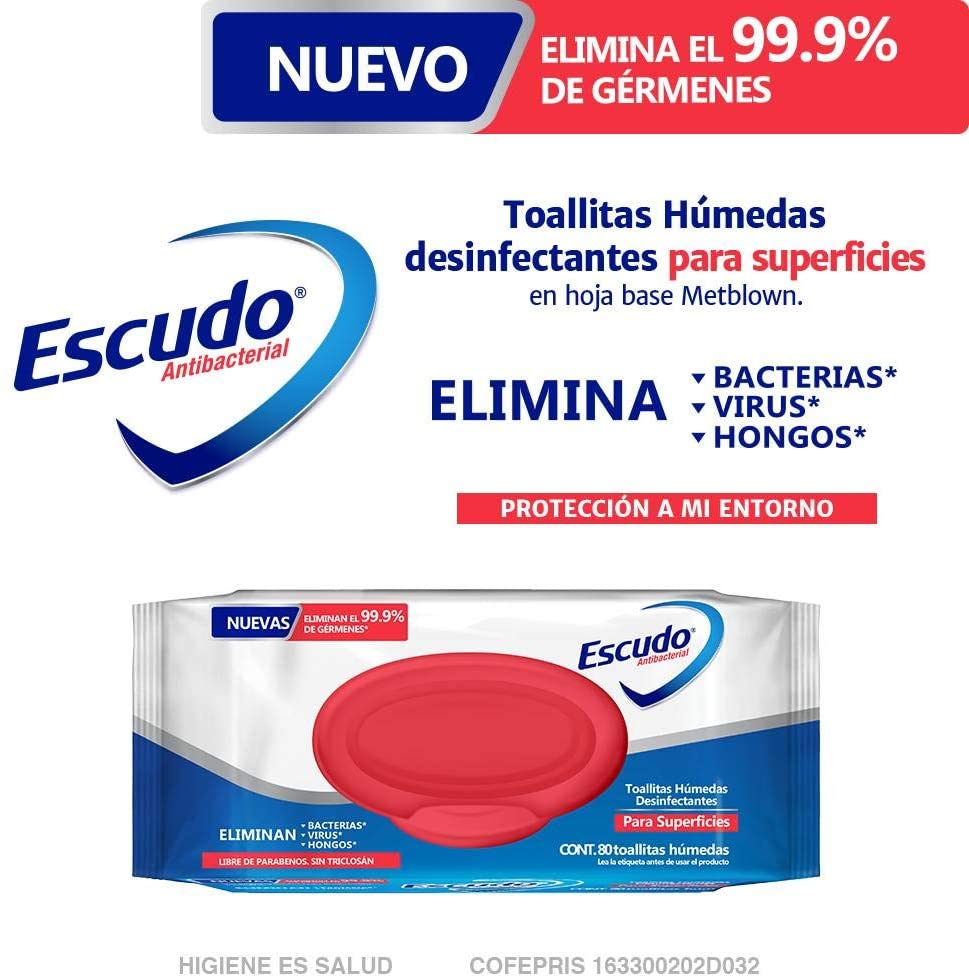 NUEVO
ELIMINA EL 99.9%
DE GÉRMENES
Toallitas Húmedas
desinfectantes para superficies
en hoja base Metblown.
Escudo®
Antibacterial
ELIMINA
BACTERIAS*
VIRUS*
HONGOS*
PROTECCIÓN A MI ENTORNO
NUEVAS
ELIMINAN EL 99.9%
DE GÉRMENES*
Escudo®
Antibacterial
Toallitas Húmedas
Desinfectantes
Para Superficies
ELIMINAN
BACTERIAS*
VIRUS*
HONGOS*
LIBRE DE PARABENOS. SIN TRICLOSÁN
CONT. 80 toallitas húmedas
Lea la etiqueta antes de usar el producto
Escudo
HIGIENE ES SALUD
COFEPRIS 163300202D032